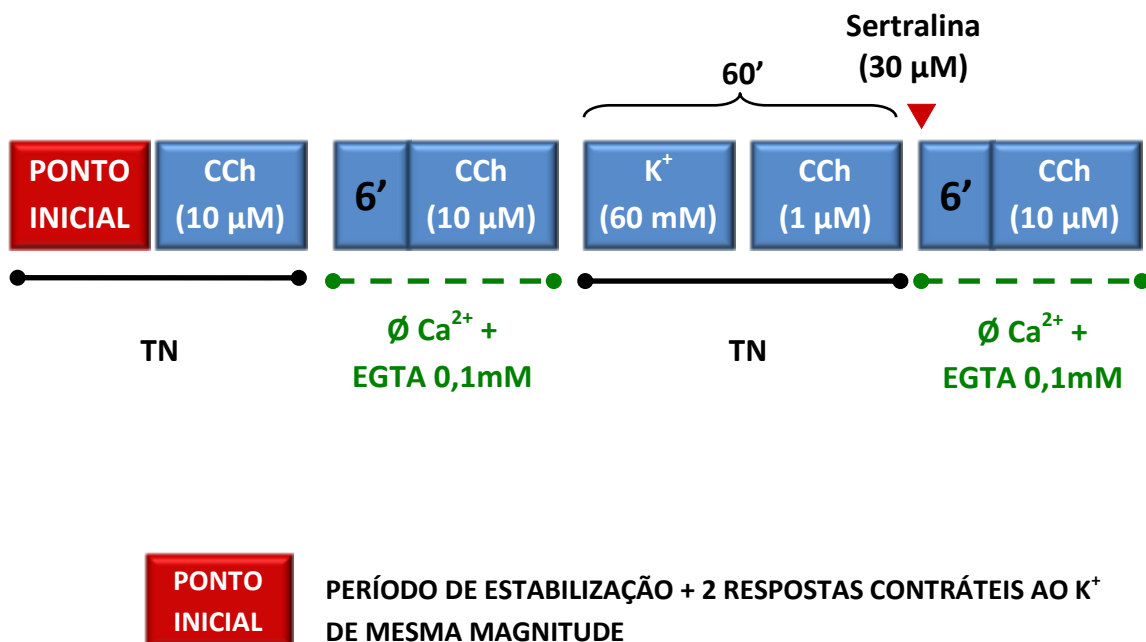 Sertralina
(30 µM)
60’
PONTO
INICIAL
CCh
(10 µM)
6’
CCh
(10 µM)
K⁺
(60 mM)
CCh
(1 µM)
6’
CCh
(10 µM)
TN
Ø Ca²⁺ +
EGTA 0,1mM
TN
Ø Ca²⁺ +
EGTA 0,1mM
PONTO
INICIAL
PERÍODO DE ESTABILIZAÇÃO + 2 RESPOSTAS CONTRÁTEIS AO K⁺
DE MESMA MAGNITUDE